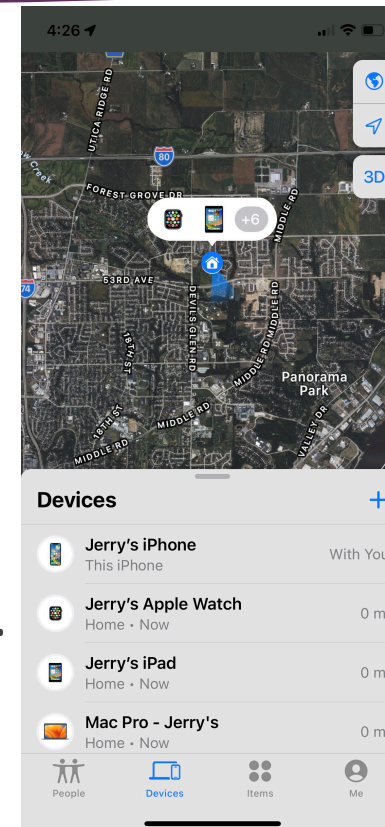 4:26
UTICA RIDGE RD
80
FOREST GROVE DR
MIDDLE RD
3D
+6
74
53RD AVE
DEVILS GLEN RD
MIDDLE RD
MIDDLE RD
18TH ST
Panorama
Park
18TH ST
MIDDLE RD
MIDDLE RD
VALLEY DR
Devices
+
Jerry's iPhone
This iPhone
With You
Jerry's Apple Watch
Home • Now
0 m
Jerry's iPad
Home • Now
0 m
Mac Pro - Jerry's
Home • Now
0 m
People
Devices
Items
Me